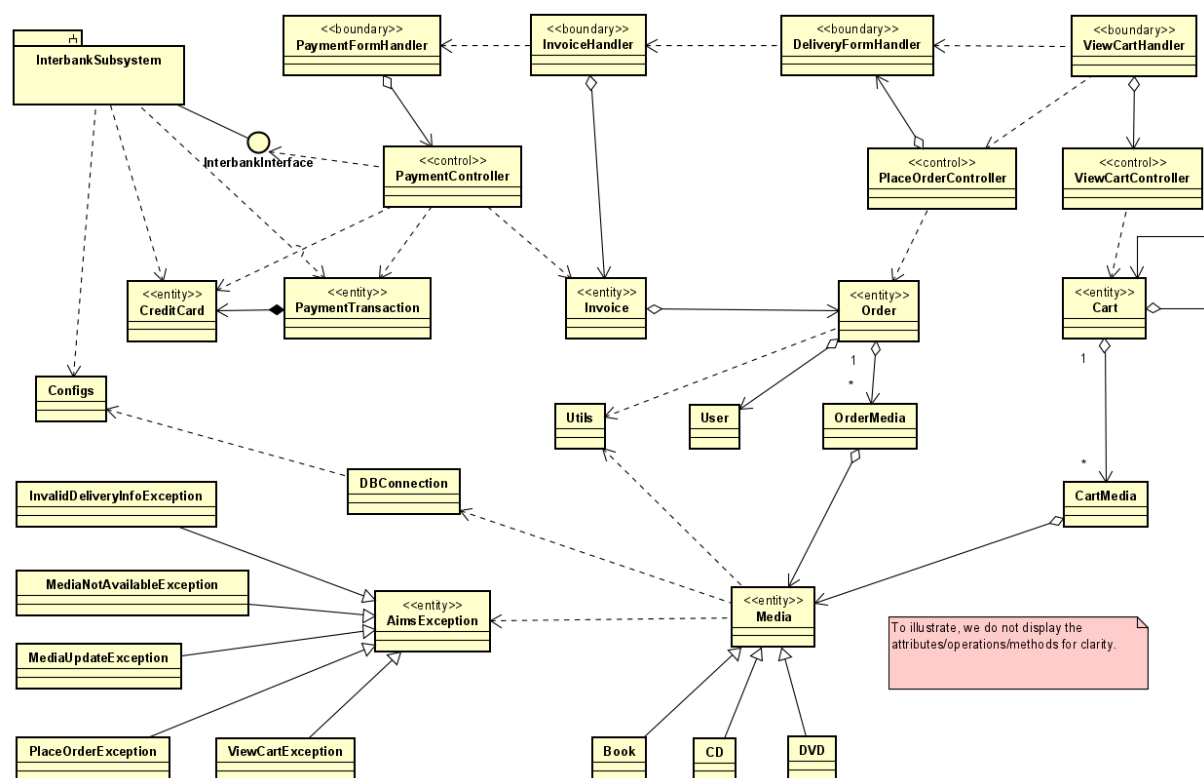 <<boundary>>
PaymentFormHandler
<<boundary>>
InvoiceHandler
<<boundary>>
DeliveryFormHandler
<<boundary>>
ViewCartHandler
InterbankSubsystem
InterbankInterface
<<control>>
PaymentController
<<control>>
PlaceOrderController
<<control>>
ViewCartController
<<entity>>
CreditCard
<<entity>>
PaymentTransaction
<<entity>>
Invoice
<<entity>>
Order
<<entity>>
Cart
1
1
*
Configs
Utils
User
OrderMedia
*
DBConnection
CartMedia
InvalidDeliveryInfoException
MediaNotAvailableException
<<entity>>
AimsException
<<entity>>
Media
To illustrate, we do not display the
attributes/operations/methods for clarity.
MediaUpdateException
PlaceOrderException
ViewCartException
Book
CD
DVD